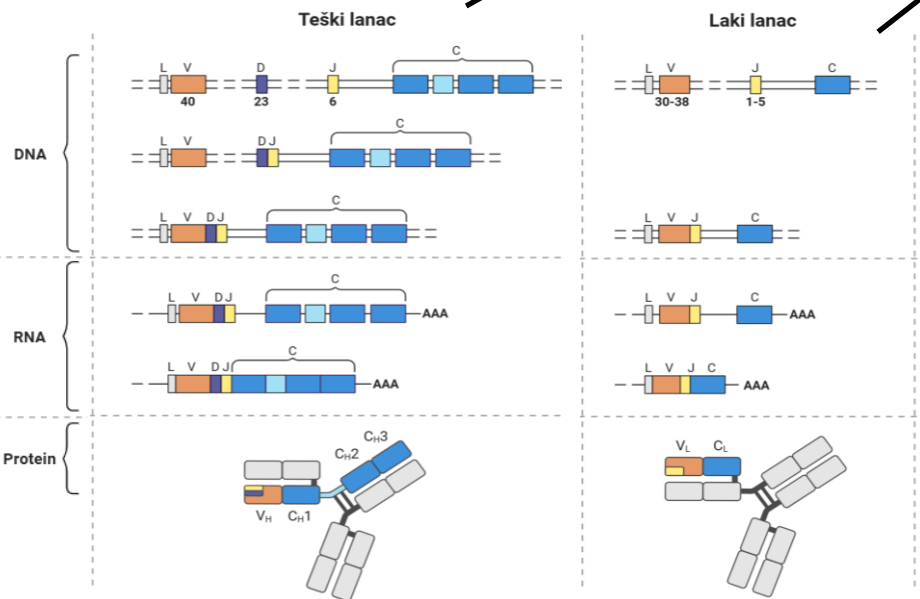 Teški lanac
Laki lanac
DNA
C
L V D J
40 23 6
L V J C
30-38 1-5
C
L V D J
C
L V D J
L V J C
RNA
C
L V D J
AAA
L V J C
AAA
C
L V D J
AAA
L V J C
AAA
Protein
CH3
CH2
VH CH1
VL CL